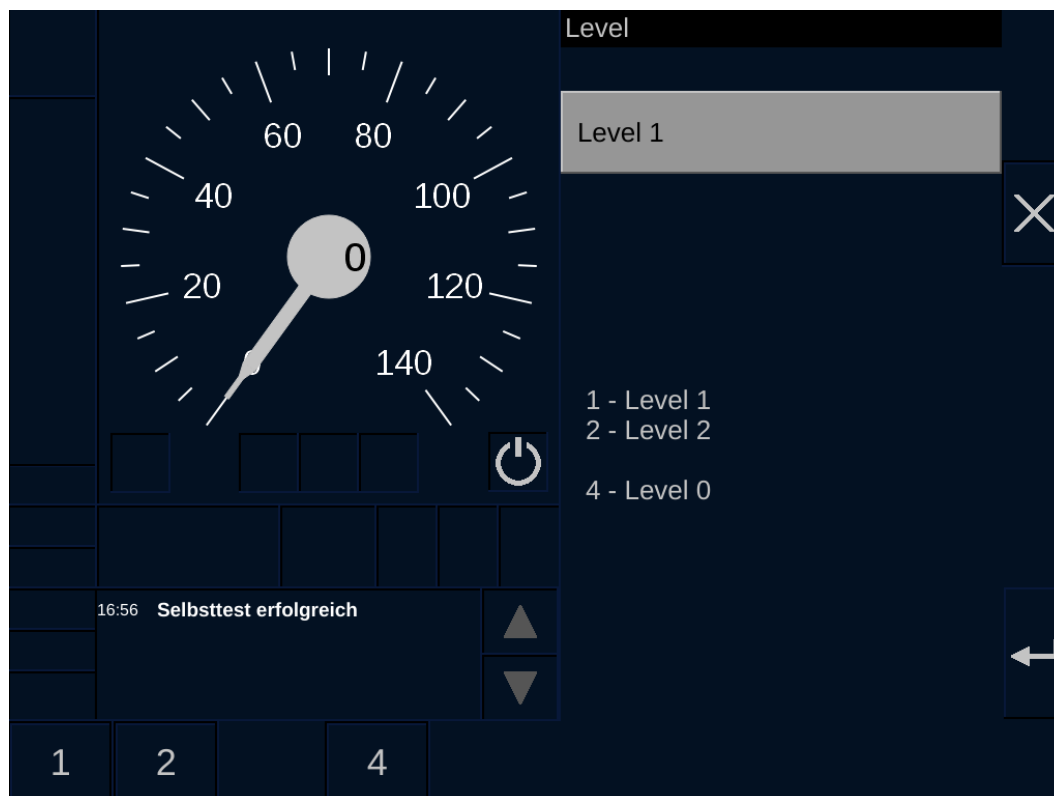 Level
60 80
Level 1
40 100
0
20 120
140
1 - Level 1
2 - Level 2
4 - Level 0
16:56 Selbsttest erfolgreich
1 2 4